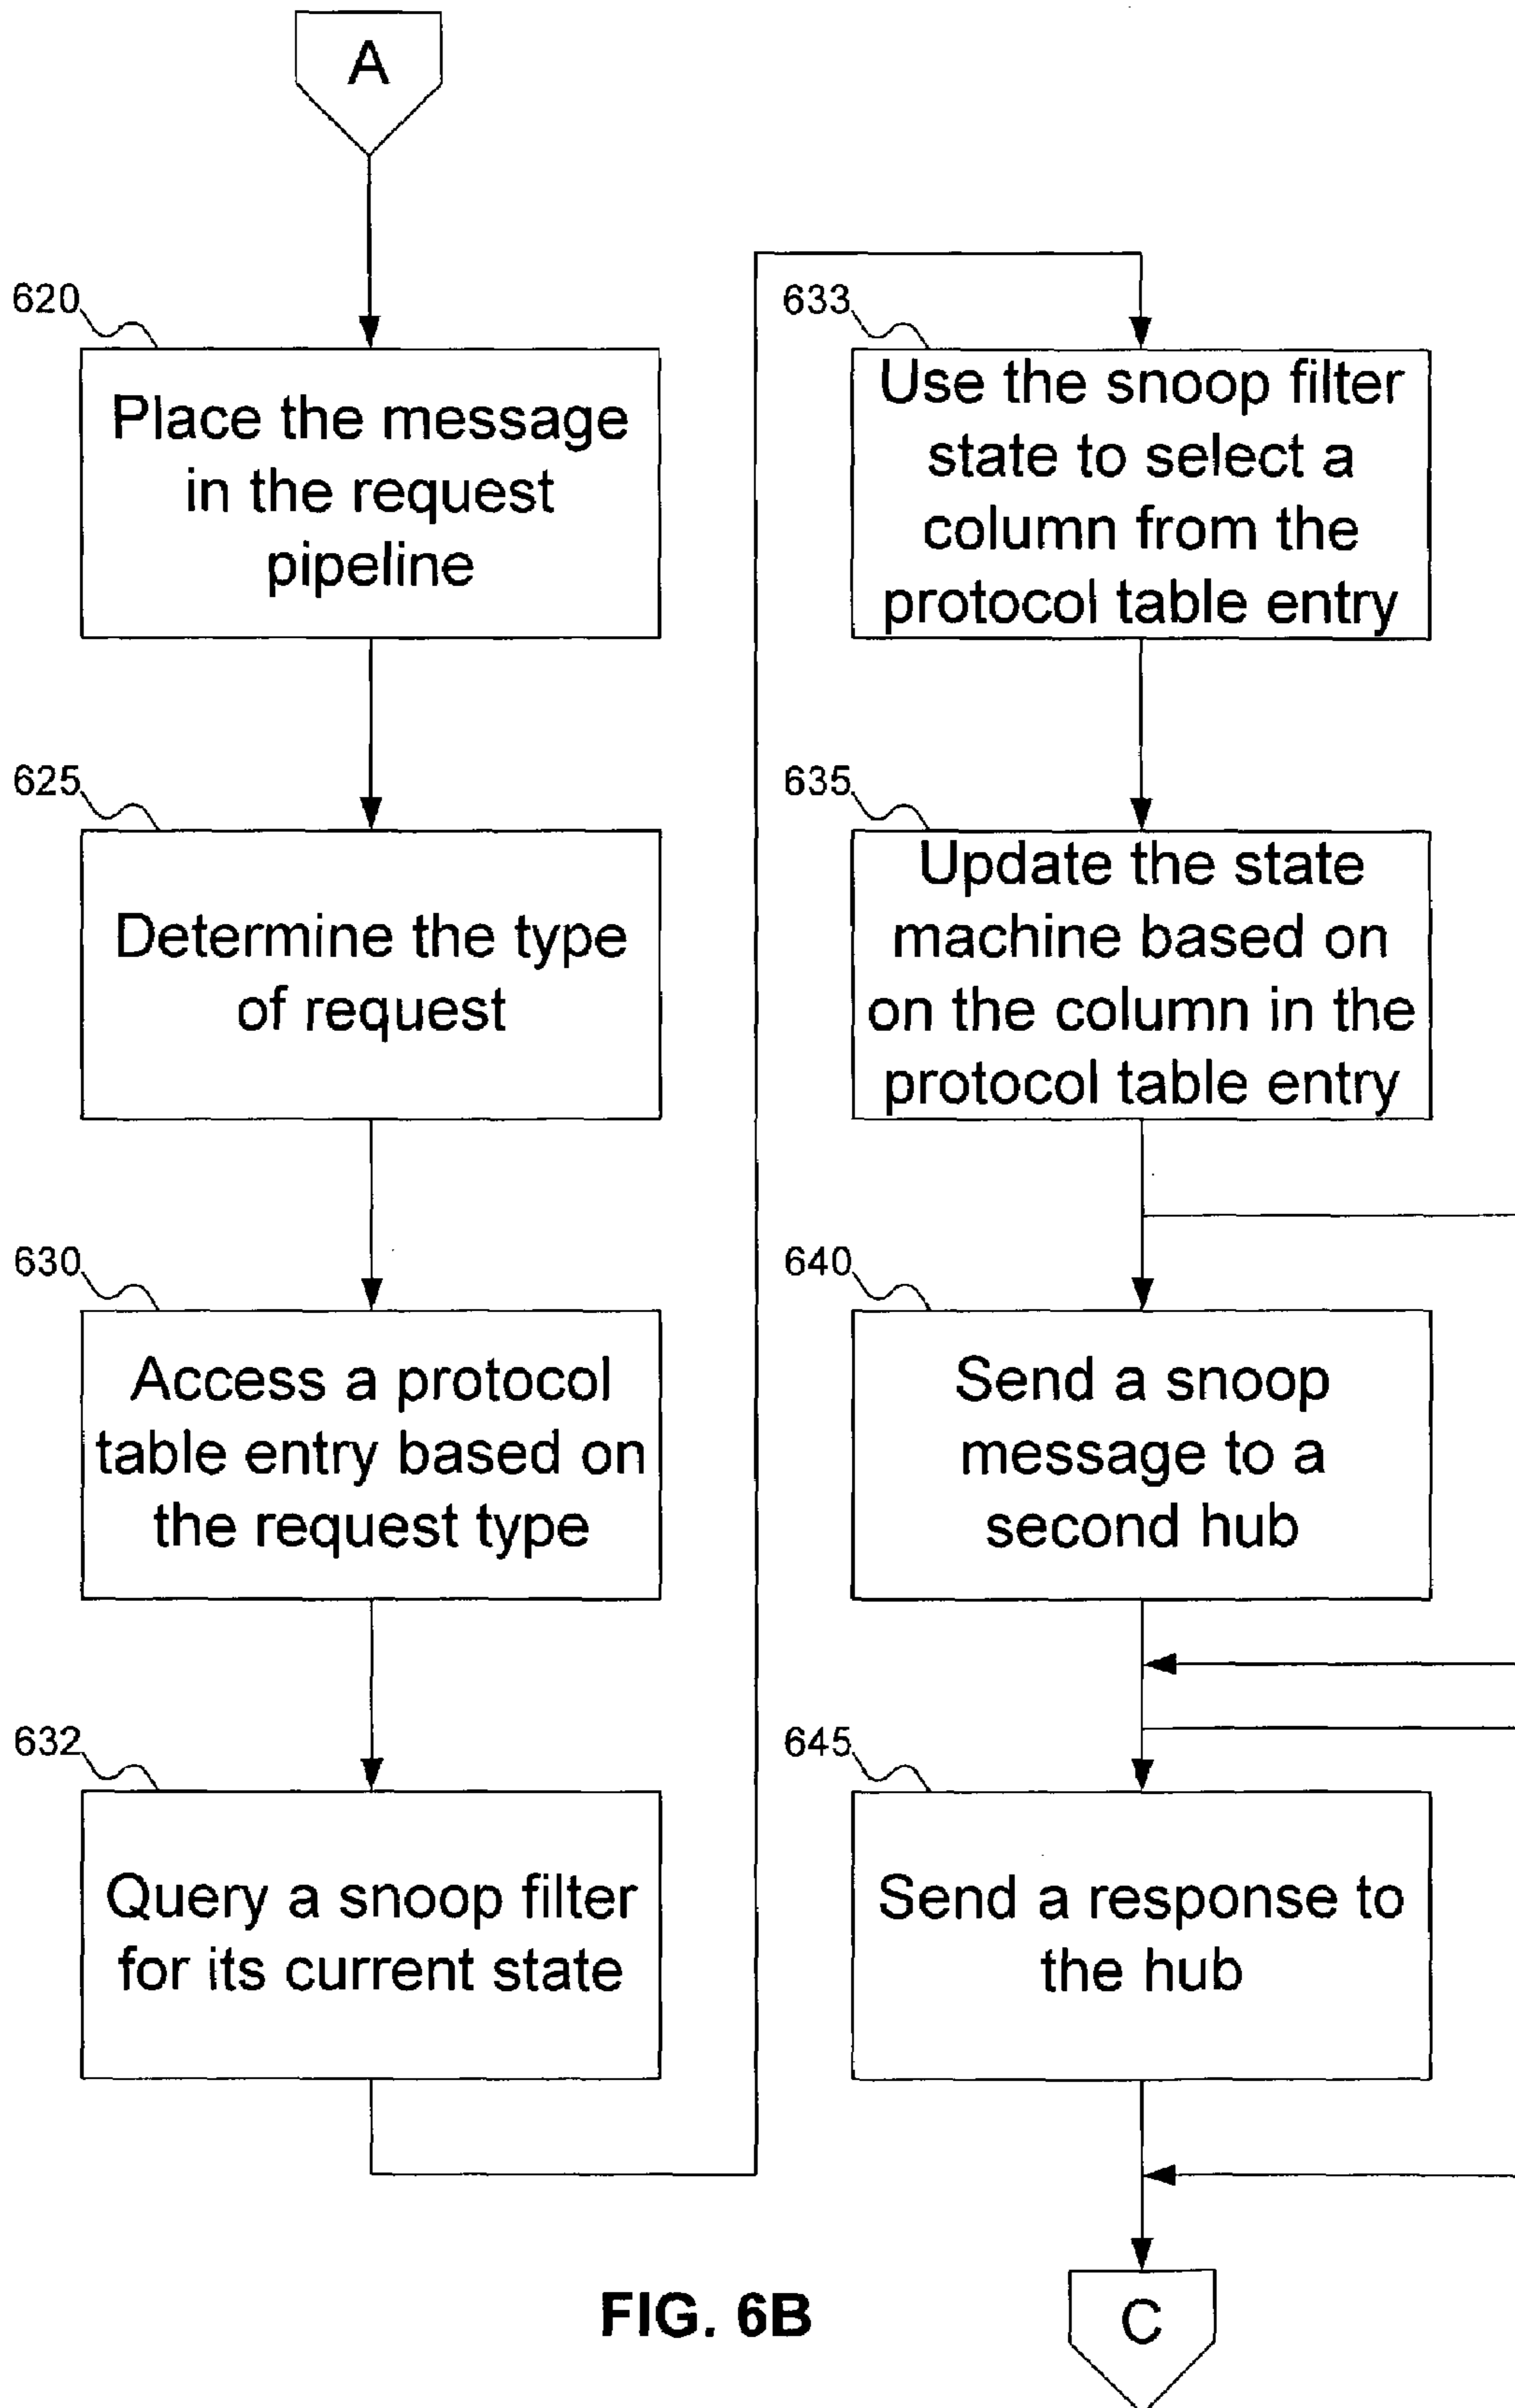 A
620
Place the message
in the request
pipeline
625
Determine the type
of request
630
Access a protocol
table entry based on
the request type
632
Query a snoop filter
for its current state
633
Use the snoop filter
state to select a
column from the
protocol table entry
635
Update the state
machine based on
on the column in the
protocol table entry
640
Send a snoop
message to a
second hub
645
Send a response to
the hub
C
FIG. 6B